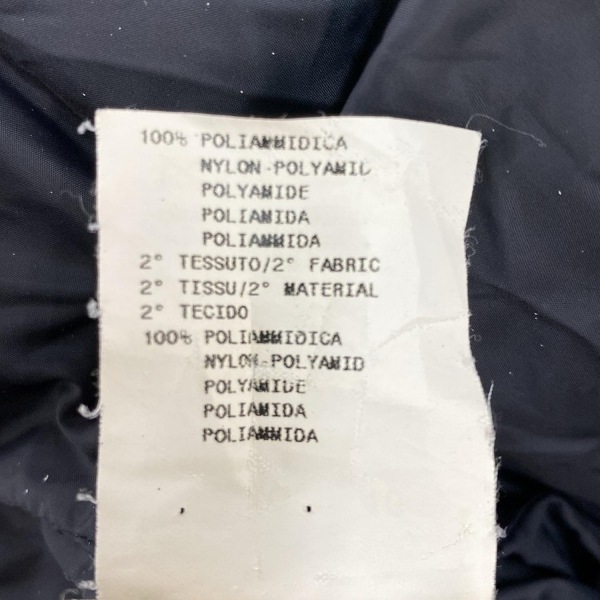 100% POLIAMMIDICA
NYLON-POLYAMID
POLYAMIDE
POLIAMIDA
POLIAMMIDA
2° TESSUTO/2° FABRIC
2° TISSU/2° MATERIAL
2° TECIDO
100% POLIAMMIDICA
NYLON-POLYAMID
POLYAMIDE
POLIAMIDA
POLIAMMIDA